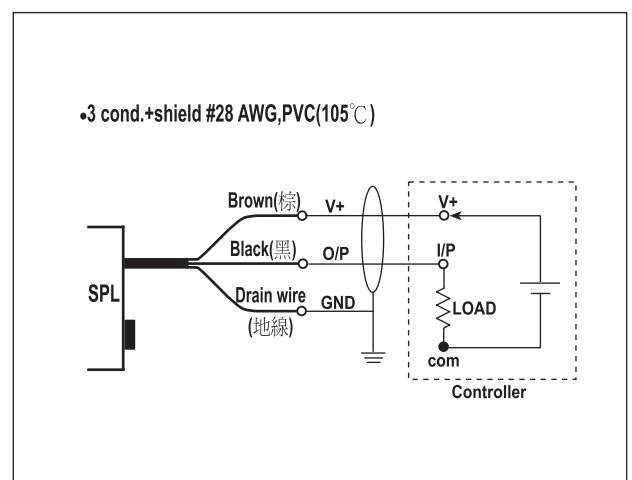 •3 cond.+shield #28 AWG,PVC(105℃)
Brown(棕)
V+
V+
Black(黑)
O/P
I/P
SPL
Drain wire
(地線)
GND
LOAD
com
Controller